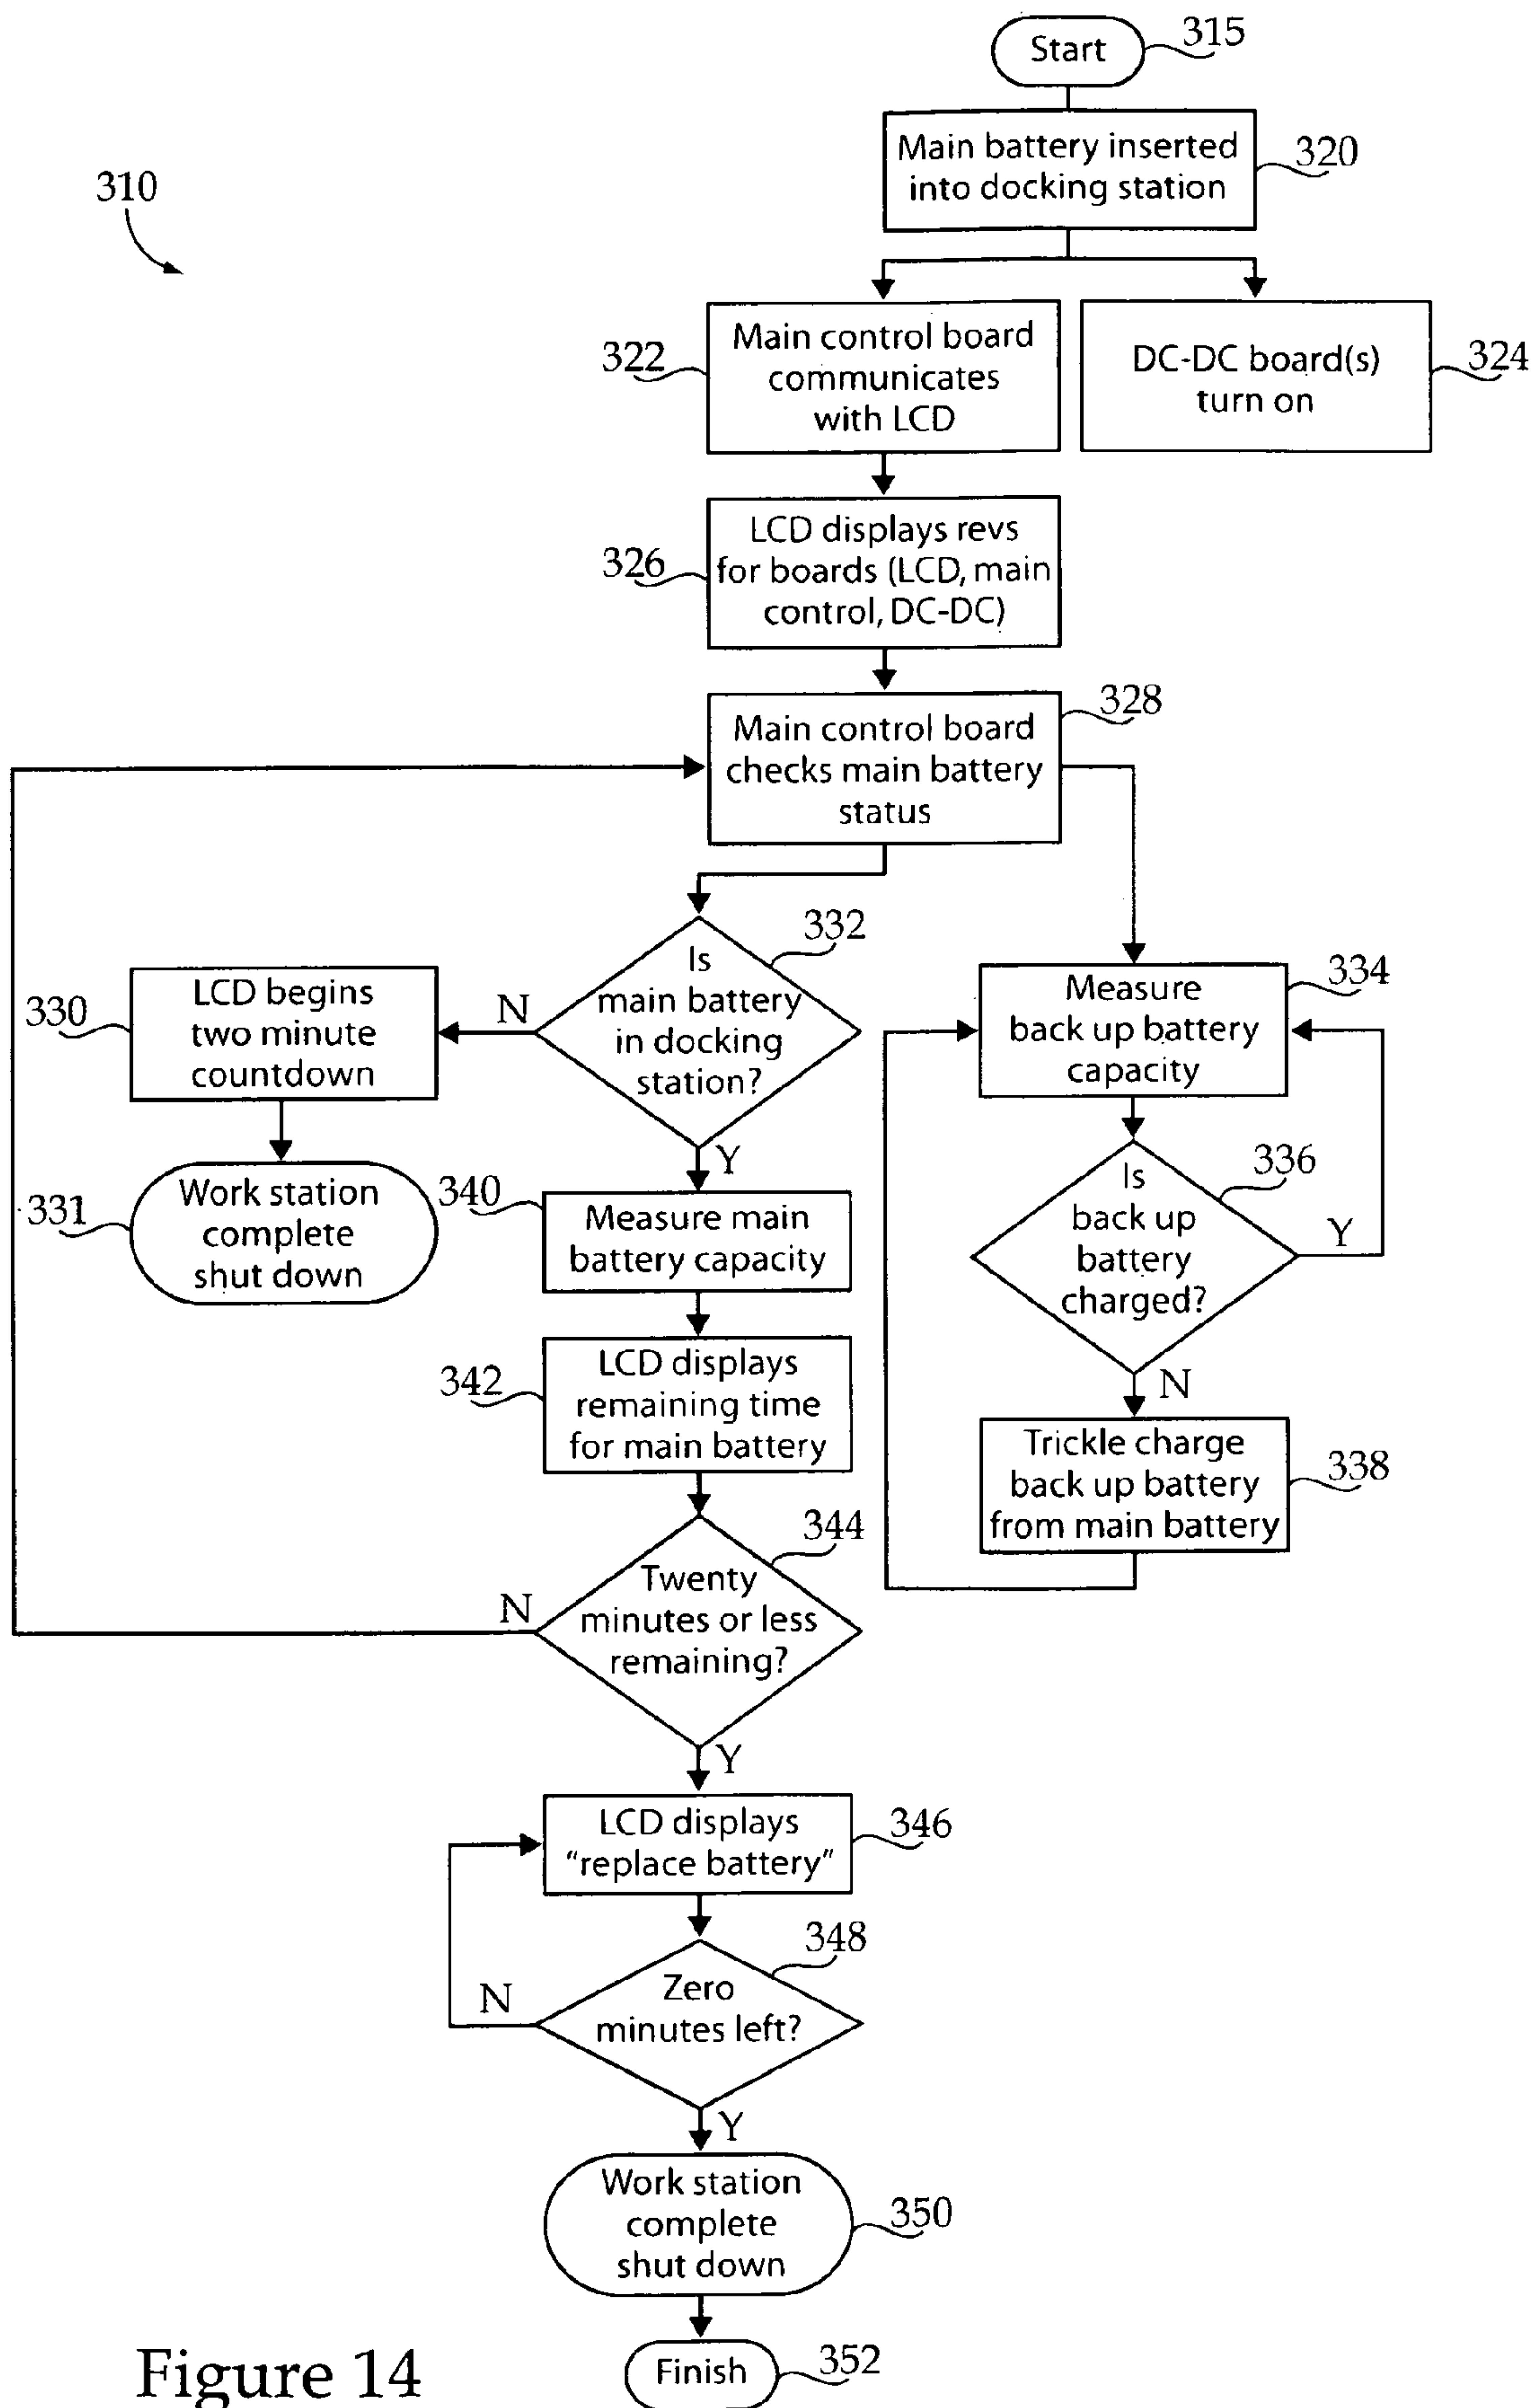 Start
315
Main battery inserted
into docking station
320
310
322
Main control board
communicates
with LCD
DC-DC board(s)
turn on
324
326
LCD displays revs
for boards (LCD, main
control, DC-DC)
328
Main control board
checks main battery
status
332
Is
main battery
in docking
station?
N
330
LCD begins
two minute
countdown
334
Measure
back up battery
capacity
Y
331
Work station
complete
shut down
340
Measure main
battery capacity
336
Is
back up
battery
charged?
Y
342
LCD displays
remaining time
for main battery
N
338
Trickle charge
back up battery
from main battery
344
Twenty
minutes or less
remaining?
N
Y
LCD displays
"replace battery"
346
348
Zero
minutes left?
N
Y
Work station
complete
shut down
350
Finish
352
Figure 14